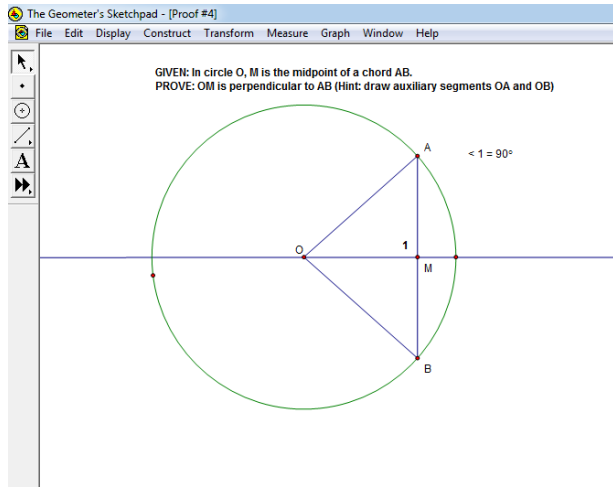 The Geometer's Sketchpad - [Proof #4]
File Edit Display Construct Transform Measure Graph Window Help
GIVEN: In circle O, M is the midpoint of a chord AB.
PROVE: OM is perpendicular to AB (Hint: draw auxiliary segments OA and OB)
A
< 1 = 90°
A
O
1
M
B